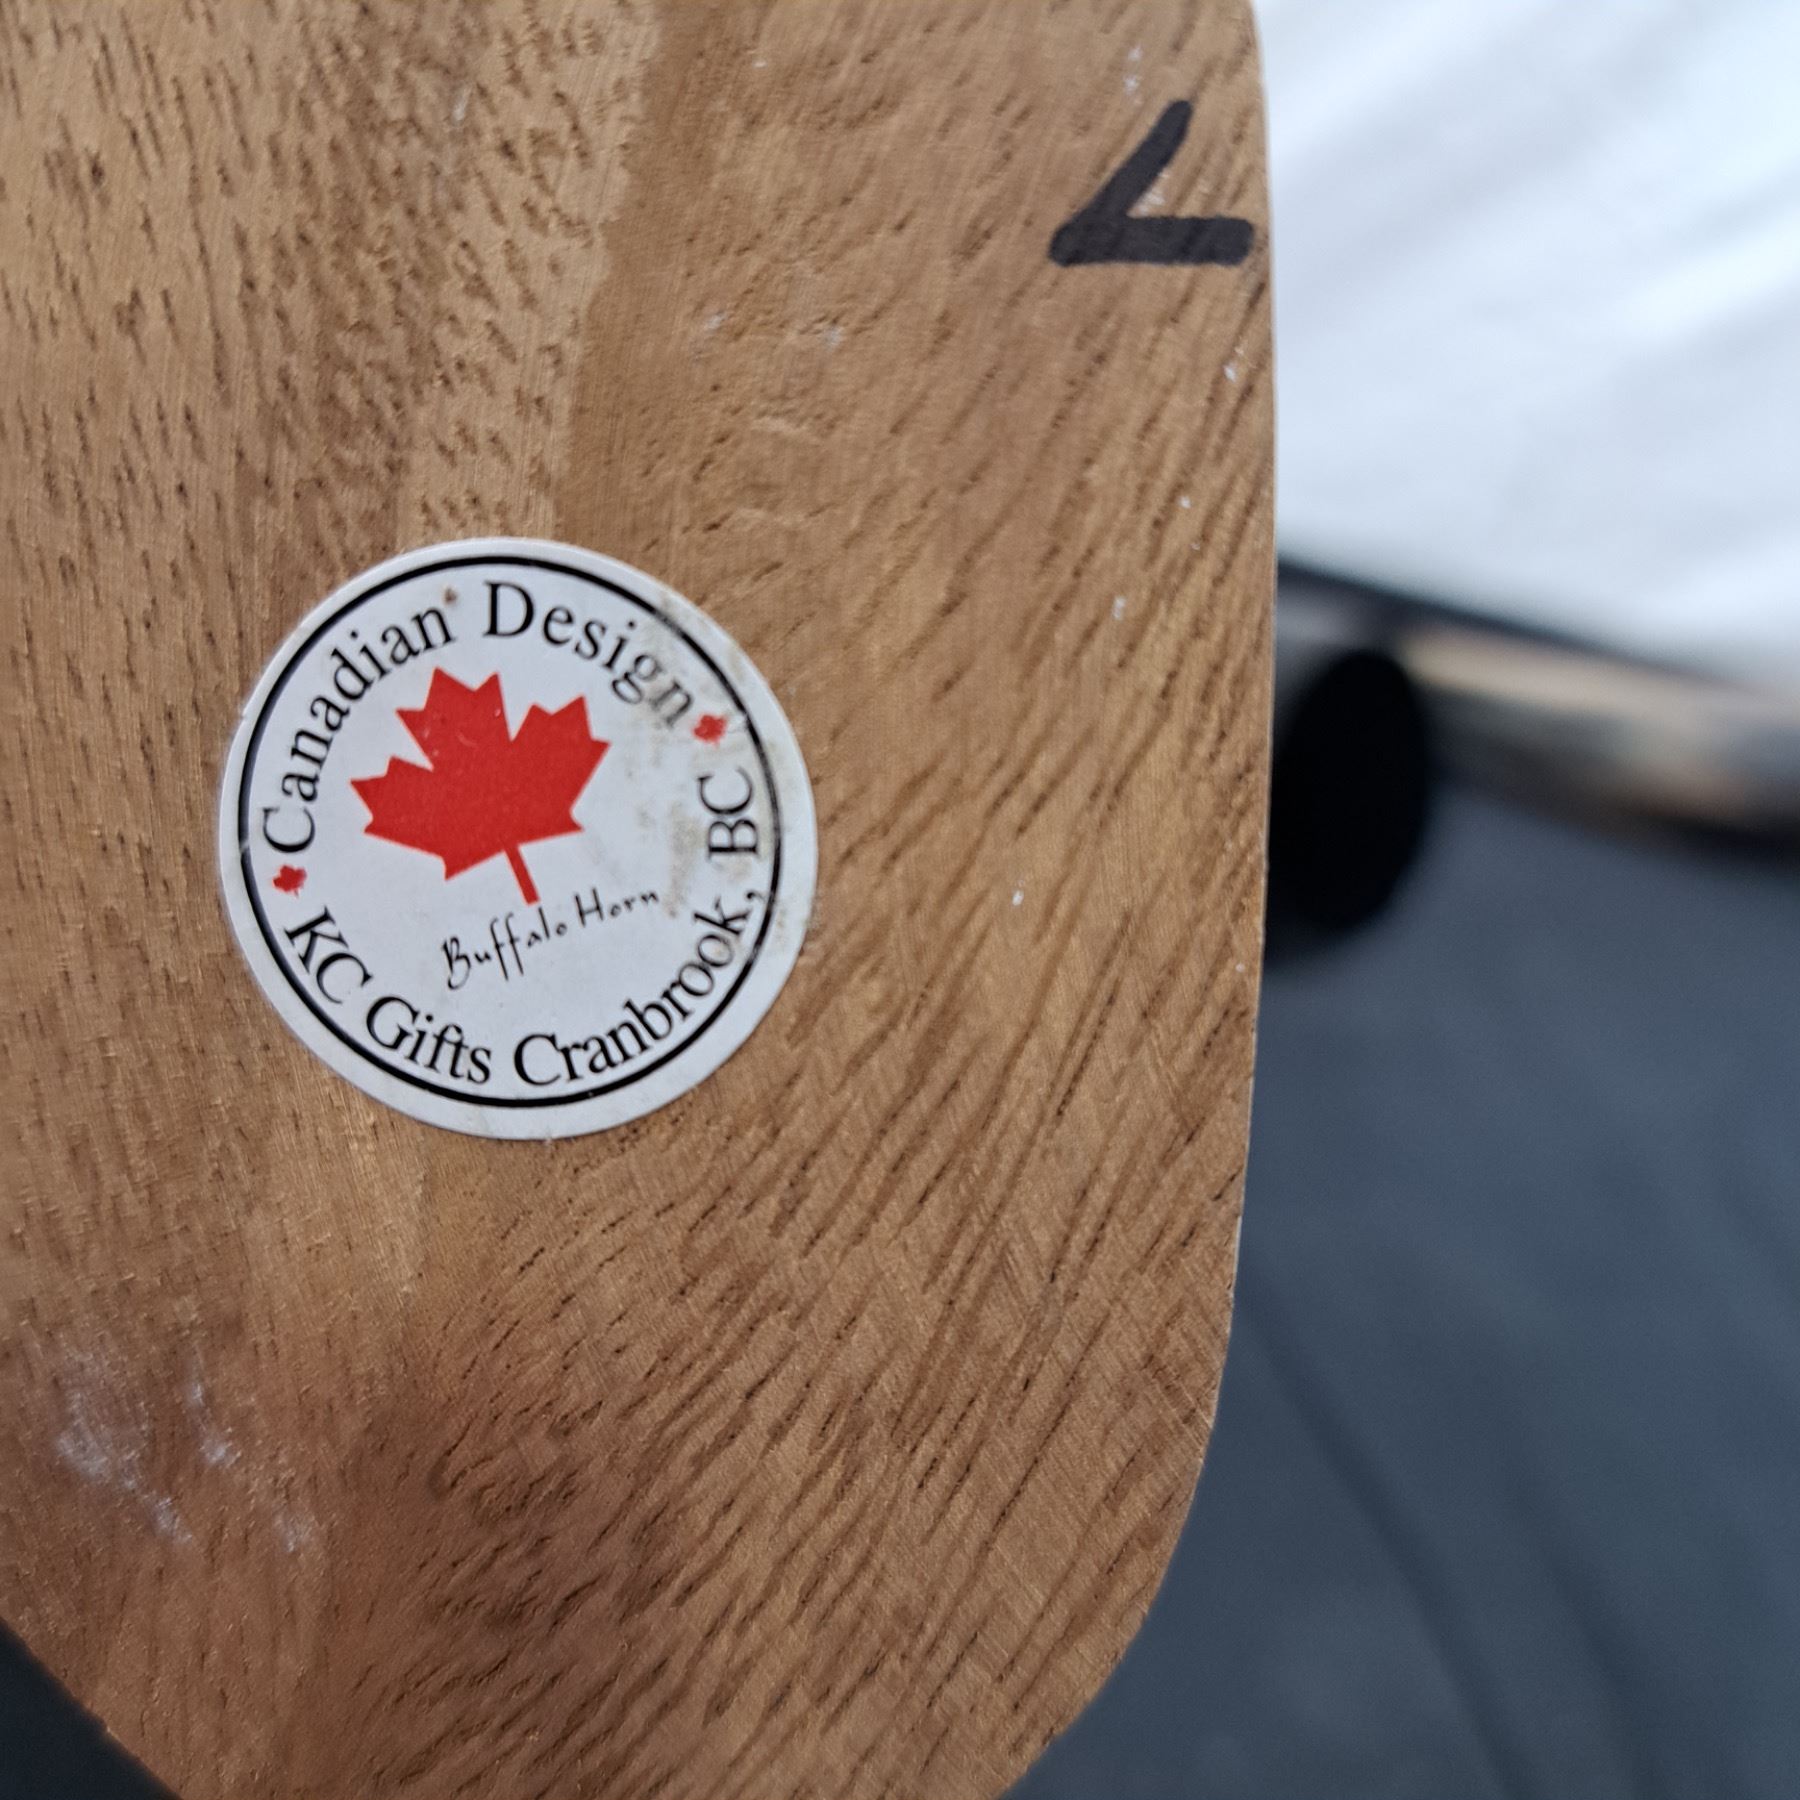 Canadian Design
Buffalo Horn
KC Gifts Cranbrook, BC